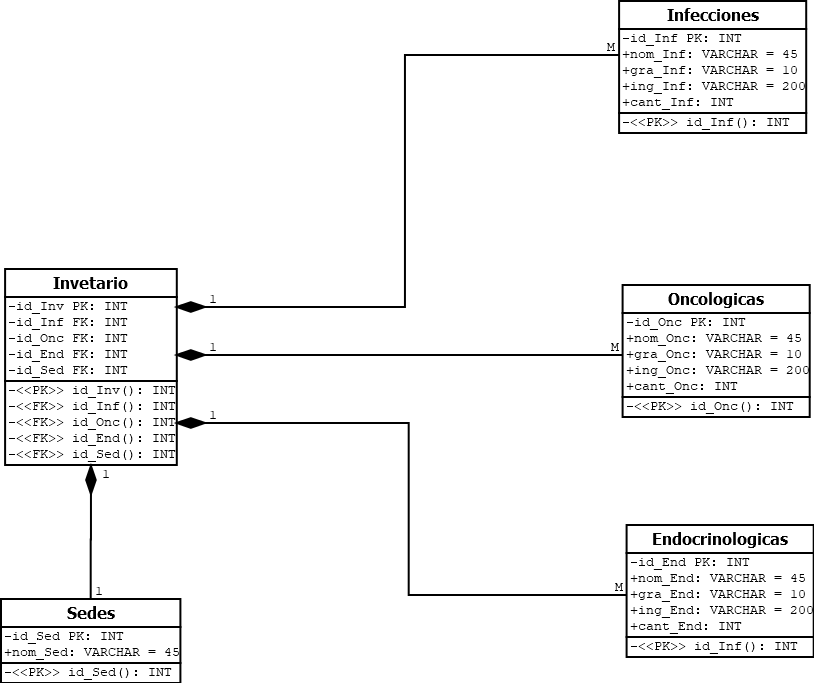 Infecciones
-id_Inf PK: INT
+nom_Inf: VARCHAR = 45
+gra_Inf: VARCHAR = 10
+ing_Inf: VARCHAR = 200
+cant_Inf: INT
-<<PK>> id_Inf(): INT
M
Invetario
-id_Inv PK: INT
-id_Inf FK: INT
-id_Onc FK: INT
-id_End FK: INT
-id_Sed FK: INT
-<<PK>> id_Inv(): INT
-<<FK>> id_Inf(): INT
-<<FK>> id_Onc(): INT
-<<FK>> id_End(): INT
-<<FK>> id_Sed(): INT
1
1
1
1
Oncologicas
-id_Onc PK: INT
+nom_Onc: VARCHAR = 45
+gra_Onc: VARCHAR = 10
+ing_Onc: VARCHAR = 200
+cant_Onc: INT
-<<PK>> id_Onc(): INT
M
Endocrinologicas
-id_End PK: INT
+nom_End: VARCHAR = 45
+gra_End: VARCHAR = 10
+ing_End: VARCHAR = 200
+cant_End: INT
-<<PK>> id_Inf(): INT
M
1
Sedes
-id_Sed PK: INT
+nom_Sed: VARCHAR = 45
-<<PK>> id_Sed(): INT